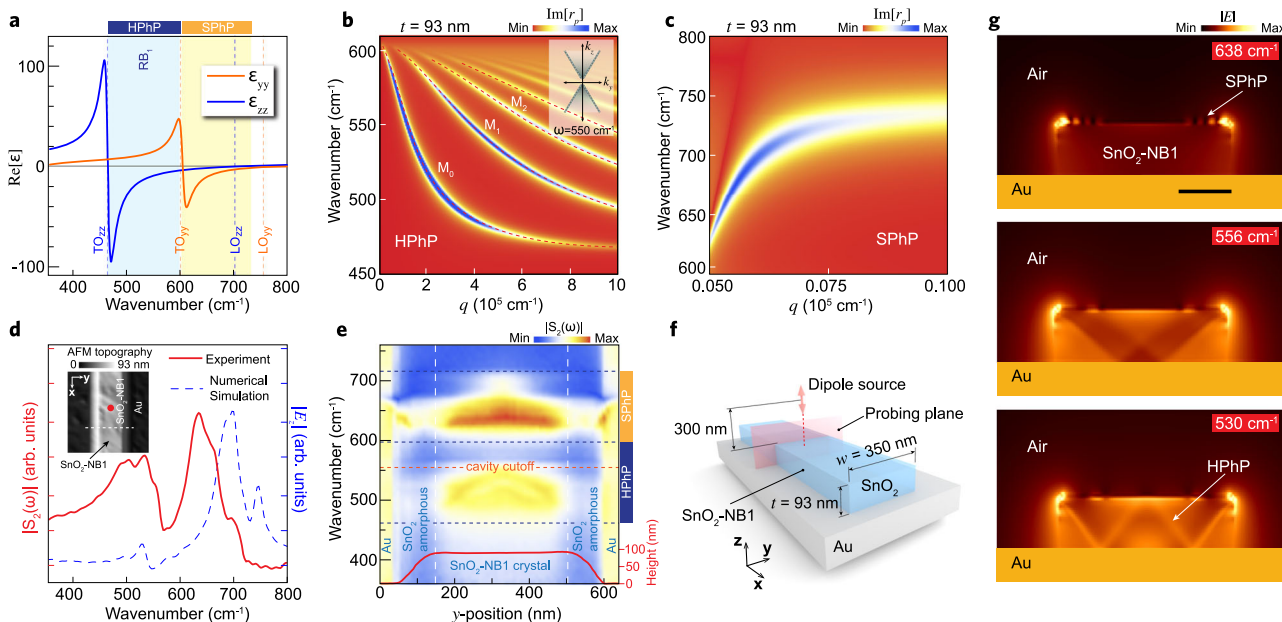 a
HPhP
SPhP
RB1
εyy
εzz
100
0
-100
Re[ε]
TOzz
TOyy
LOzz
LOyy
400
500
600
700
800
Wavenumber (cm⁻¹)
b
t = 93 nm
Im[rp]
Min
Max
600
550
500
450
Wavenumber (cm⁻¹)
M0
M1
M2
kz
ky
ω=550 cm⁻¹
HPhP
0
2
4
6
8
10
q (10⁵ cm⁻¹)
c
t = 93 nm
Im[rp]
Min
Max
800
750
700
650
600
Wavenumber (cm⁻¹)
SPhP
0.050
0.075
0.100
q (10⁵ cm⁻¹)
d
AFM topography
0
93 nm
y
x
SnO2-NB1
Au
SnO2-NB1
Experiment
Numerical
Simulation
|S2(ω)| (arb. units)
|E|² (arb. units)
400
500
600
700
800
Wavenumber (cm⁻¹)
e
|S2(ω)|
Min
Max
700
600
500
400
Wavenumber (cm⁻¹)
cavity cutoff
SPhP
HPhP
Au
SnO2
amorphous
SnO2-NB1 crystal
SnO2
amorphous
Au
100
50
0
Height (nm)
0
100
200
300
400
500
600
y-position (nm)
f
Dipole source
Probing plane
300 nm
w = 350 nm
t = 93 nm
SnO2
SnO2-NB1
Au
z
y
x
g
|E|
Min
Max
638 cm⁻¹
Air
SPhP
SnO2-NB1
Au
556 cm⁻¹
Air
Au
530 cm⁻¹
Air
HPhP
Au